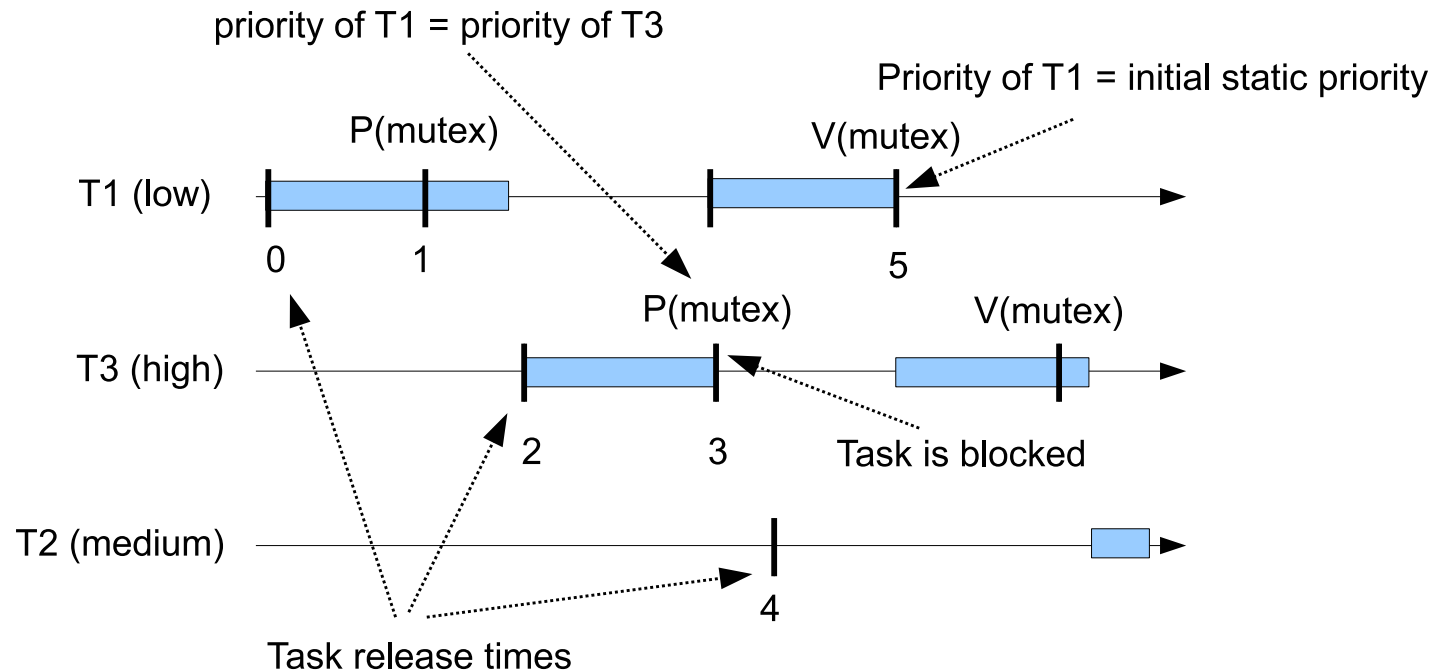 priority of T1 = priority of T3
Priority of T1 = initial static priority
P(mutex)
V(mutex)
T1 (low)
0
1
5
P(mutex)
V(mutex)
T3 (high)
2
3
Task is blocked
T2 (medium)
4
Task release times